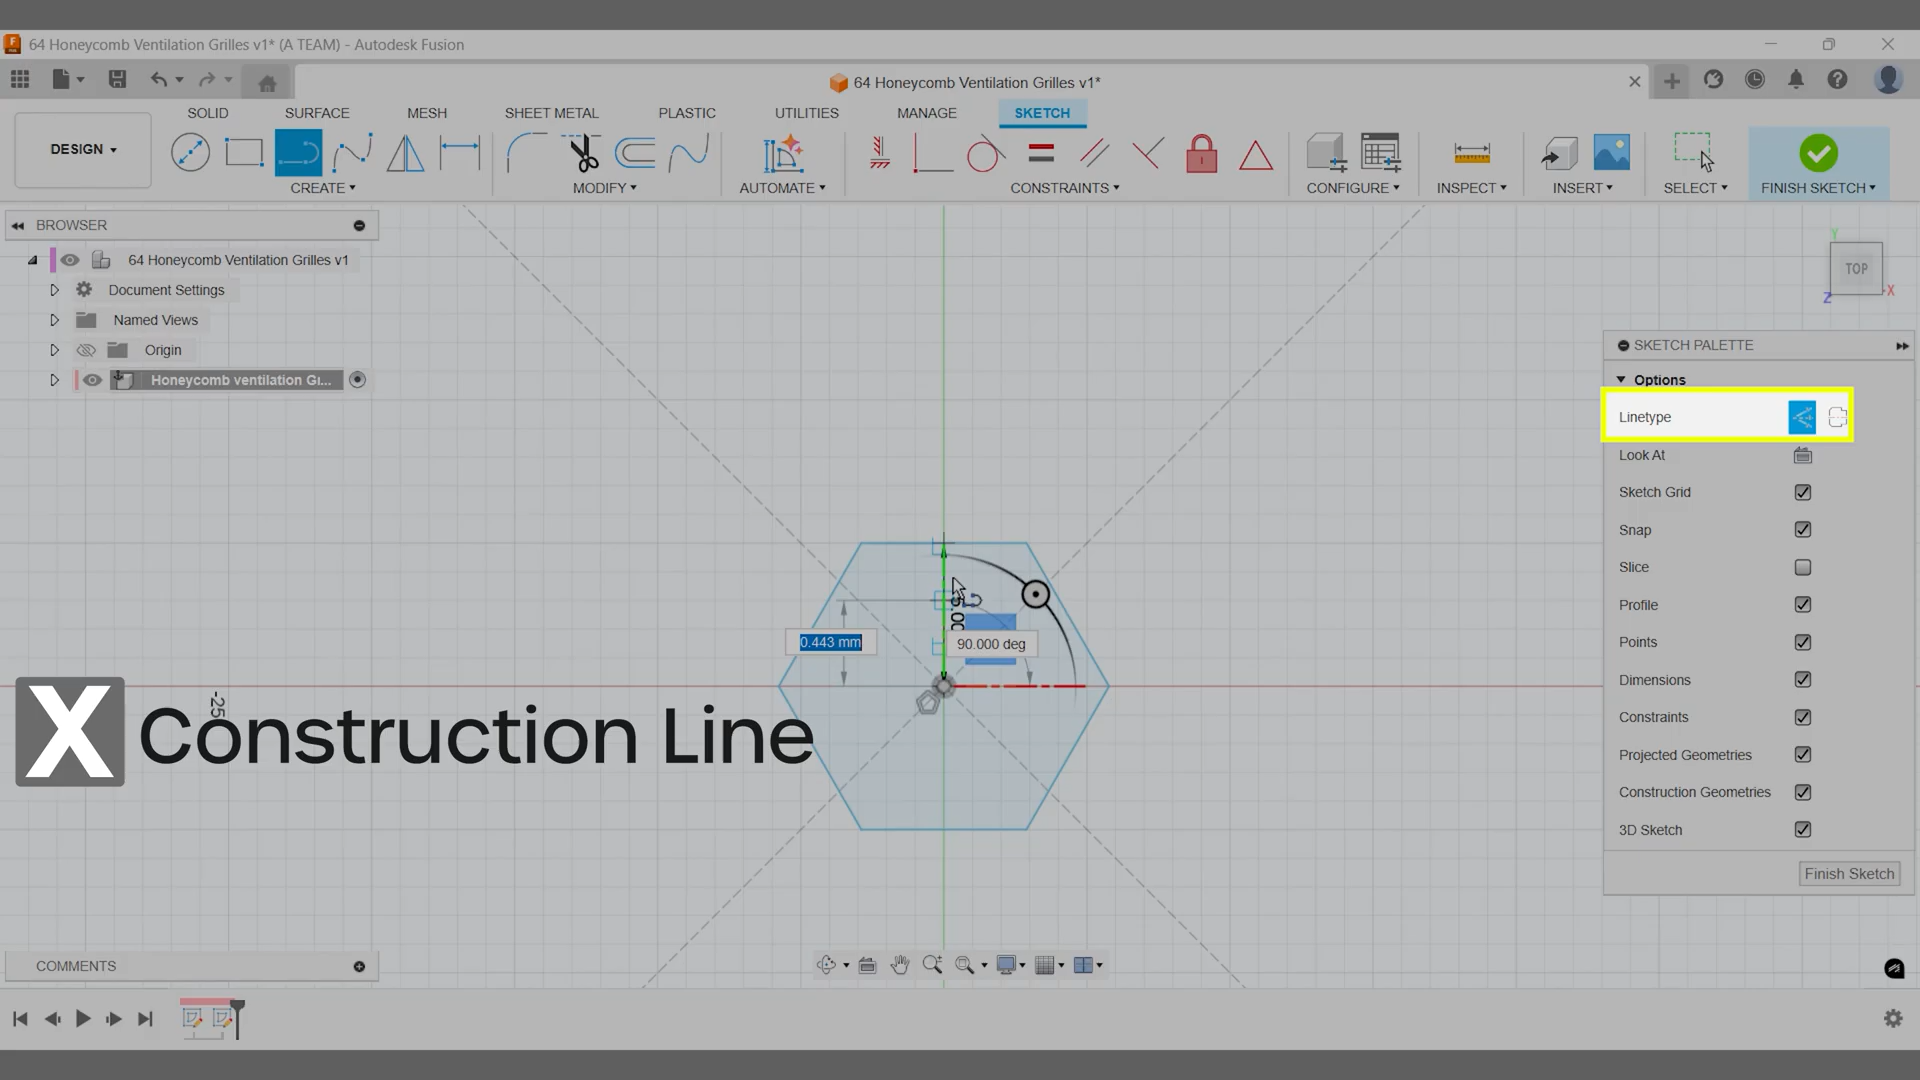 64 Honeycomb Ventilation Grilles v1* (A TEAM) - Autodesk Fusion
64 Honeycomb Ventilation Grilles v1*
SOLID SURFACE MESH SHEET METAL PLASTIC UTILITIES MANAGE SKETCH
DESIGN
CREATE MODIFY AUTOMATE CONSTRAINTS CONFIGURE INSPECT INSERT SELECT FINISH SKETCH
BROWSER
64 Honeycomb Ventilation Grilles v1
Document Settings
Named Views
Origin
Honeycomb ventilation Gr...
TOP
Y
X
Z
SKETCH PALETTE
Options
Linetype
Look At
Sketch Grid
Snap
Slice
Profile
Points
Dimensions
Constraints
Projected Geometries
Construction Geometries
3D Sketch
Finish Sketch
0.443 mm
90.000 deg
-25
X Construction Line
COMMENTS